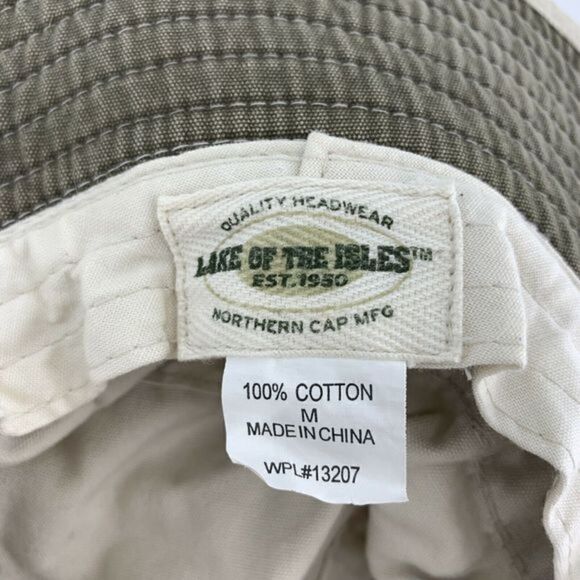 QUALITY HEADWEAR
LAKE OF THE ISLES™
EST. 1950
NORTHERN CAP MFG
100% COTTON
M
MADE IN CHINA
WPL#13207